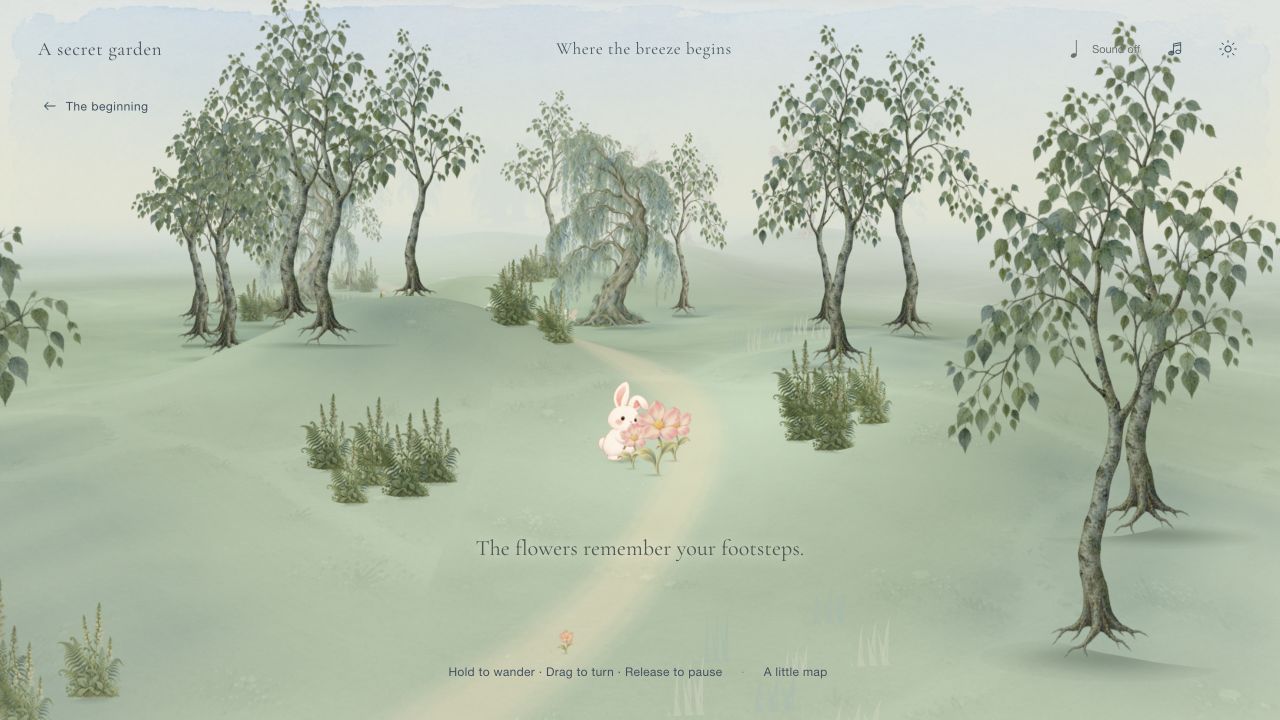 A secret garden
Where the breeze begins
Sound off
The beginning
The flowers remember your footsteps.
Hold to wander · Drag to turn · Release to pause · A little map